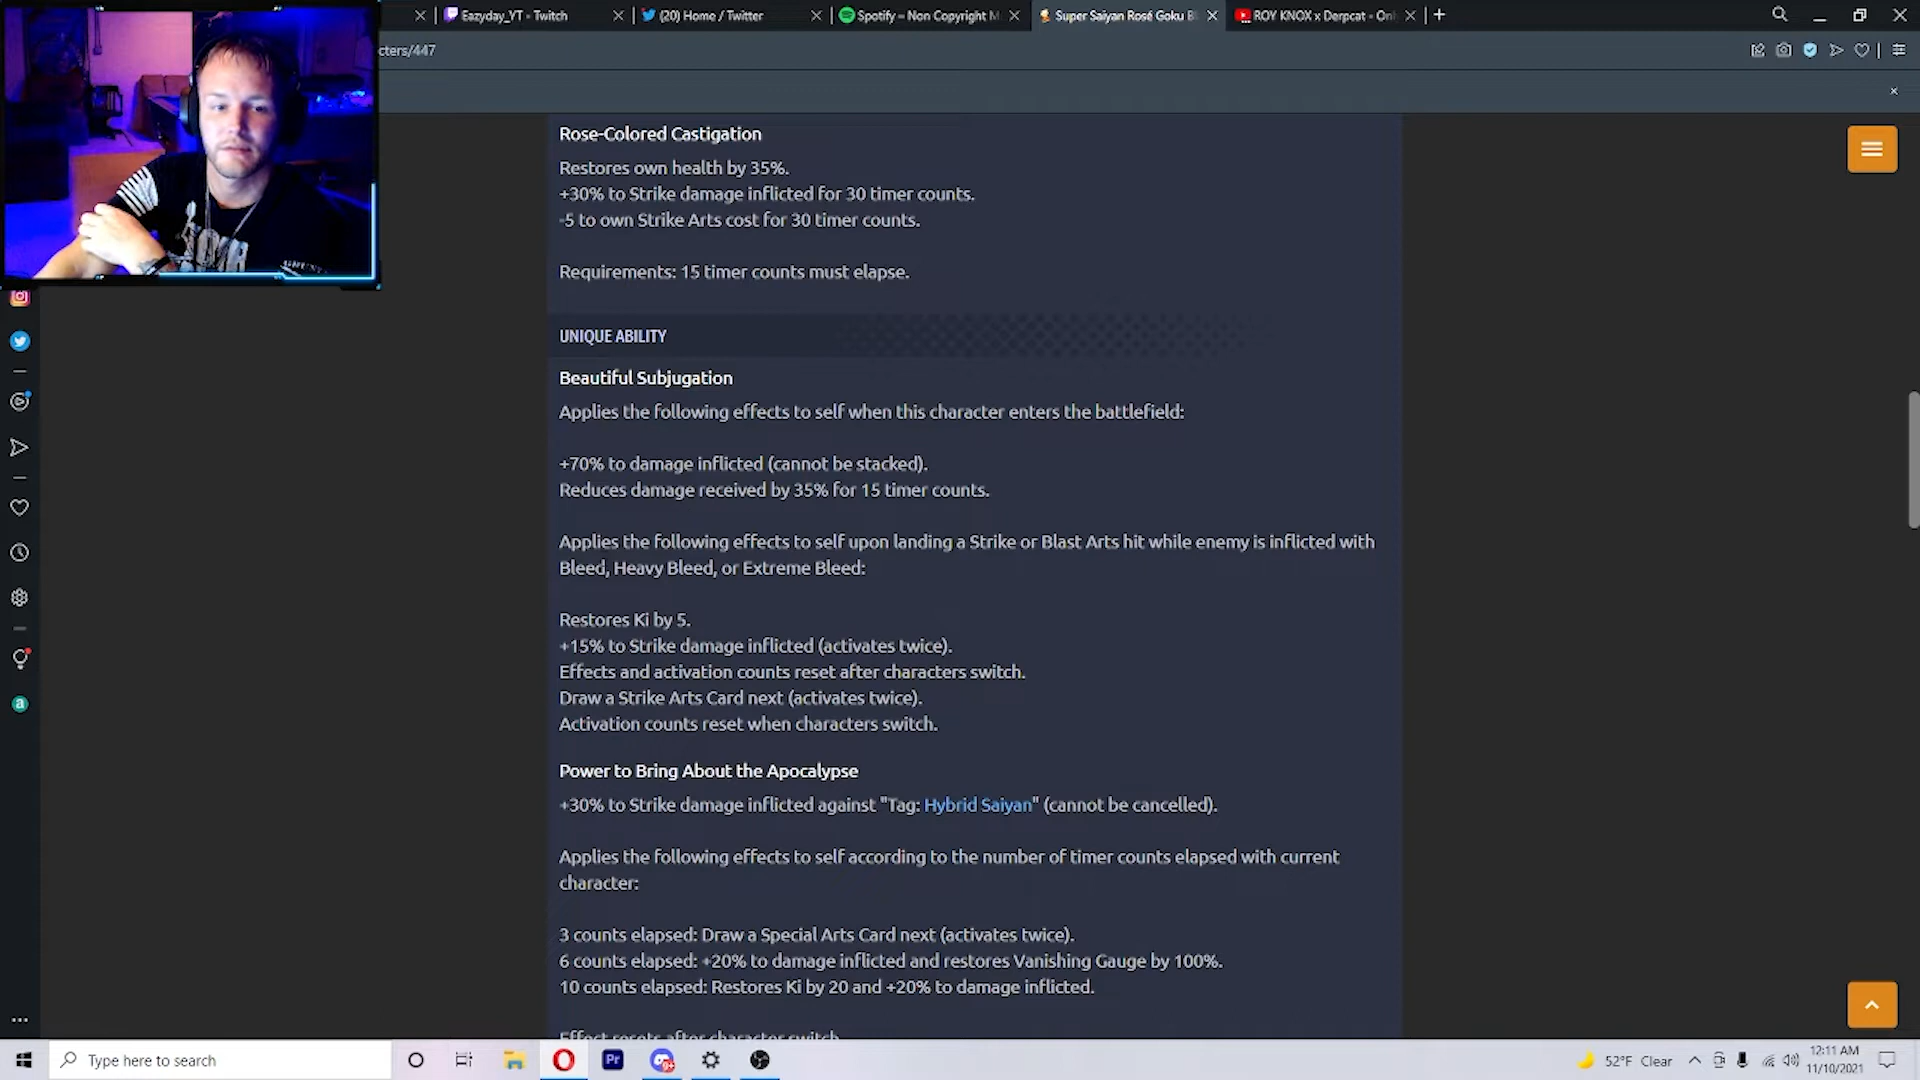 Eazyday_YT - Twitch
(20) Home / Twitter
Spotify – Non Copyright M
Super Saiyan Rosé Goku B
ROY KNOX x Derpcat - Onl
cters/447
Rose-Colored Castigation
Restores own health by 35%.
+30% to Strike damage inflicted for 30 timer counts.
-5 to own Strike Arts cost for 30 timer counts.
Requirements: 15 timer counts must elapse.
UNIQUE ABILITY
Beautiful Subjugation
Applies the following effects to self when this character enters the battlefield:
+70% to damage inflicted (cannot be stacked).
Reduces damage received by 35% for 15 timer counts.
Applies the following effects to self upon landing a Strike or Blast Arts hit while enemy is inflicted with
Bleed, Heavy Bleed, or Extreme Bleed:
Restores Ki by 5.
+15% to Strike damage inflicted (activates twice).
Effects and activation counts reset after characters switch.
Draw a Strike Arts Card next (activates twice).
Activation counts reset when characters switch.
Power to Bring About the Apocalypse
+30% to Strike damage inflicted against "Tag: Hybrid Saiyan" (cannot be cancelled).
Applies the following effects to self according to the number of timer counts elapsed with current
character:
3 counts elapsed: Draw a Special Arts Card next (activates twice).
6 counts elapsed: +20% to damage inflicted and restores Vanishing Gauge by 100%.
10 counts elapsed: Restores Ki by 20 and +20% to damage inflicted.
Effect resets after character switch
Type here to search
Pr
52°F Clear
12:11 AM
11/10/2021